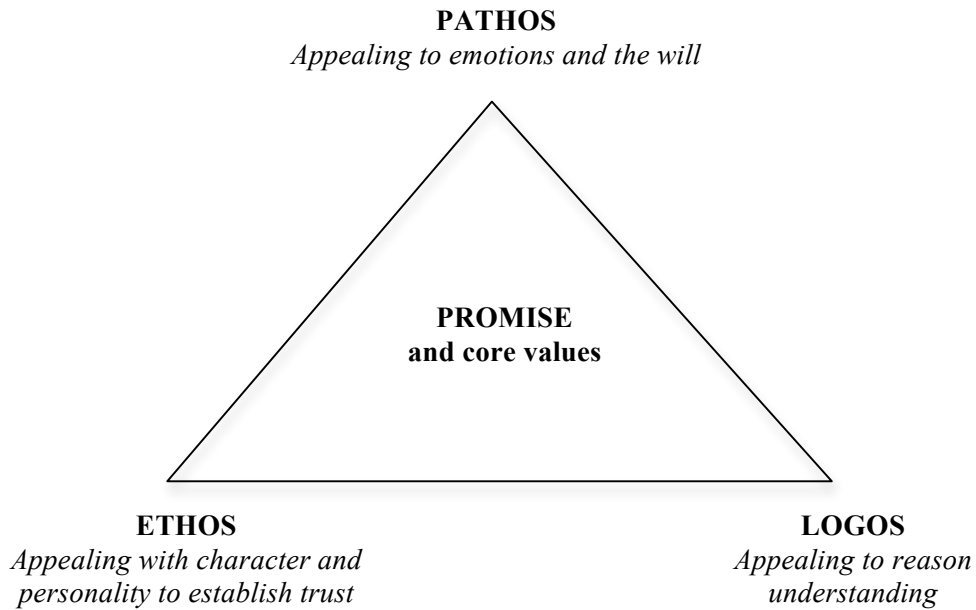 PATHOS
Appealing to emotions and the will
PROMISE
and core values
ETHOS
Appealing with character and
personality to establish trust
LOGOS
Appealing to reason
understanding